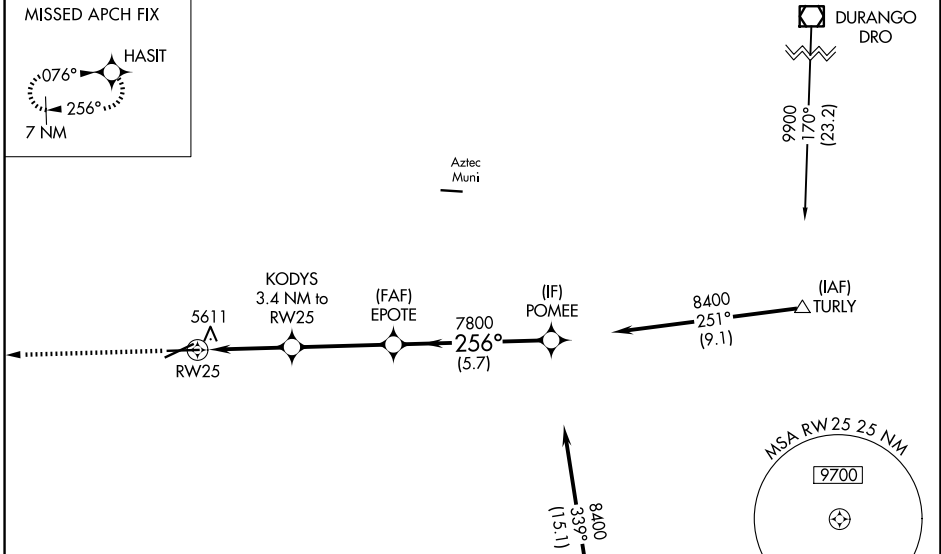 MISSED APCH FIX
HASIT
076°
256°
7 NM
DURANGO
DRO
9900
170°
(23.2)
Aztec
Muni
KODYS
3.4 NM to
RW25
(FAF)
EPOTE
(IF)
POMEE
(IAF)
TURLY
5611
RW25
7800
256°
(5.7)
8400
251°
(9.1)
8400
339°
(15.1)
MSA RW25 25 NM
9700